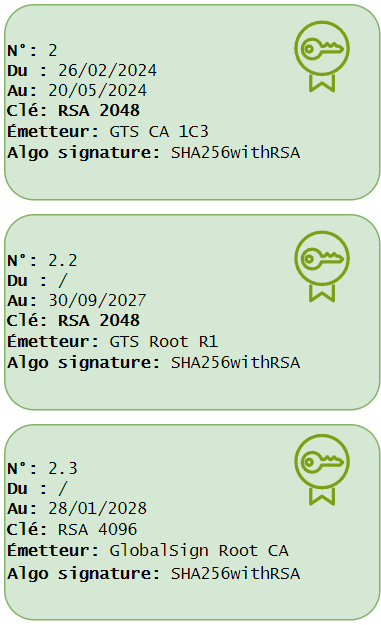 N°: 2
Du : 26/02/2024
Au: 20/05/2024
Clé: RSA 2048
Émetteur: GTS CA 1C3
Algo signature: SHA256withRSA
N°: 2.2
Du : /
Au: 30/09/2027
Clé: RSA 2048
Émetteur: GTS Root R1
Algo signature: SHA256withRSA
N°: 2.3
Du : /
Au: 28/01/2028
Clé: RSA 4096
Émetteur: GlobalSign Root CA
Algo signature: SHA256withRSA